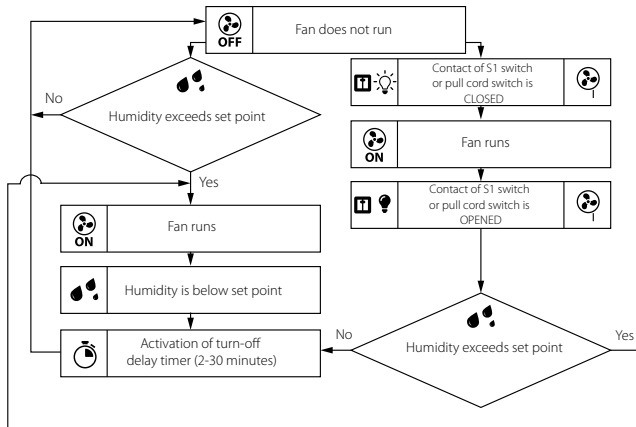 OFF
Fan does not run
No
Humidity exceeds set point
Yes
Contact of S1 switch
or pull cord switch is
CLOSED
ON
Fan runs
Contact of S1 switch
or pull cord switch is
OPENED
ON
Fan runs
Humidity is below set point
Activation of turn-off
delay timer (2-30 minutes)
No
Humidity exceeds set point
Yes